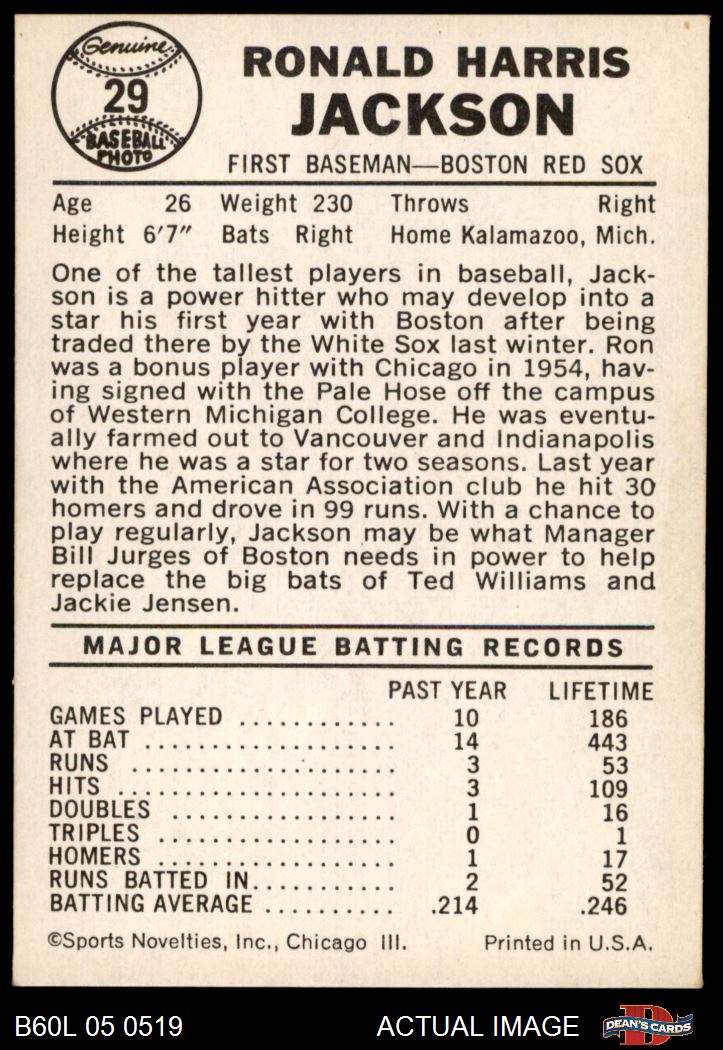 Genuine
29
BASEBALL
PHOTO
RONALD HARRIS
JACKSON
FIRST BASEMAN—BOSTON RED SOX
Age 26 Weight 230 Throws Right
Height 6'7" Bats Right Home Kalamazoo, Mich.
One of the tallest players in baseball, Jack-
son is a power hitter who may develop into a
star his first year with Boston after being
traded there by the White Sox last winter. Ron
was a bonus player with Chicago in 1954, hav-
ing signed with the Pale Hose off the campus
of Western Michigan College. He was eventu-
ally farmed out to Vancouver and Indianapolis
where he was a star for two seasons. Last year
with the American Association club he hit 30
homers and drove in 99 runs. With a chance to
play regularly, Jackson may be what Manager
Bill Jurges of Boston needs in power to help
replace the big bats of Ted Williams and
Jackie Jensen.
MAJOR LEAGUE BATTING RECORDS
PAST YEAR LIFETIME
GAMES PLAYED ............ 10 186
AT BAT .................... 14 443
RUNS ..................... 3 53
HITS ...................... 3 109
DOUBLES .................. 1 16
TRIPLES ................... 0 1
HOMERS ................... 1 17
RUNS BATTED IN............ 2 52
BATTING AVERAGE .......... .214 .246
©Sports Novelties, Inc., Chicago Ill. Printed in U.S.A.
B60L 05 0519 ACTUAL IMAGE D DEAN'S CARDS